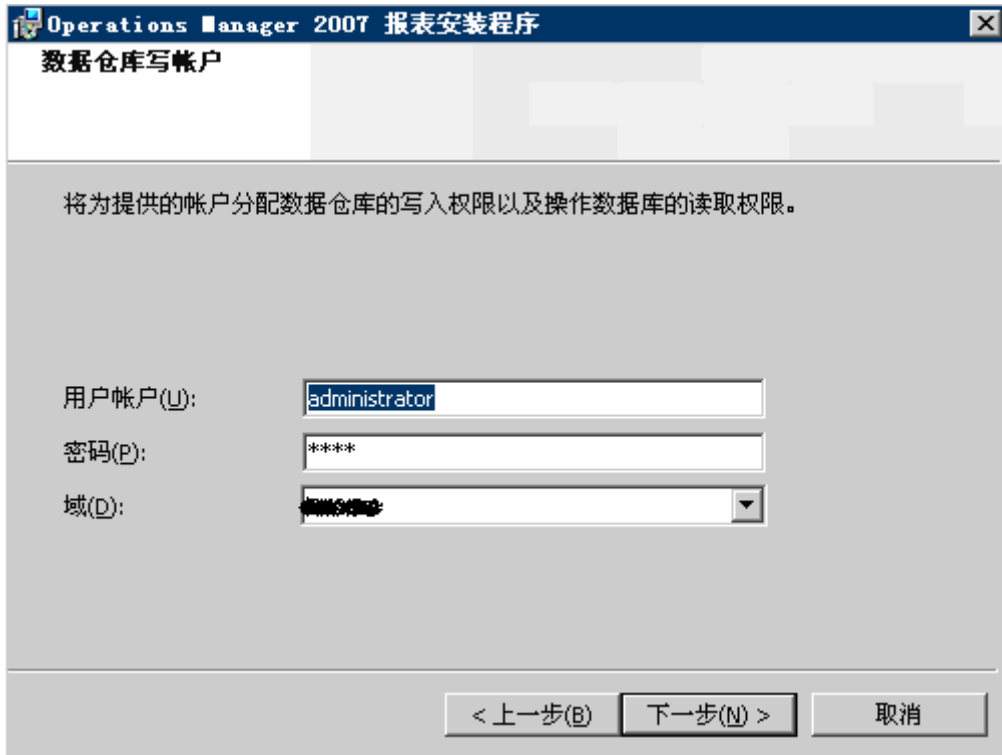 Operations Manager 2007 报表安装程序
数据仓库写帐户
将为提供的帐户分配数据仓库的写入权限以及操作数据库的读取权限。
用户帐户(U): administrator
密码(P): ****
域(D):
< 上一步(B) 下一步(N) > 取消